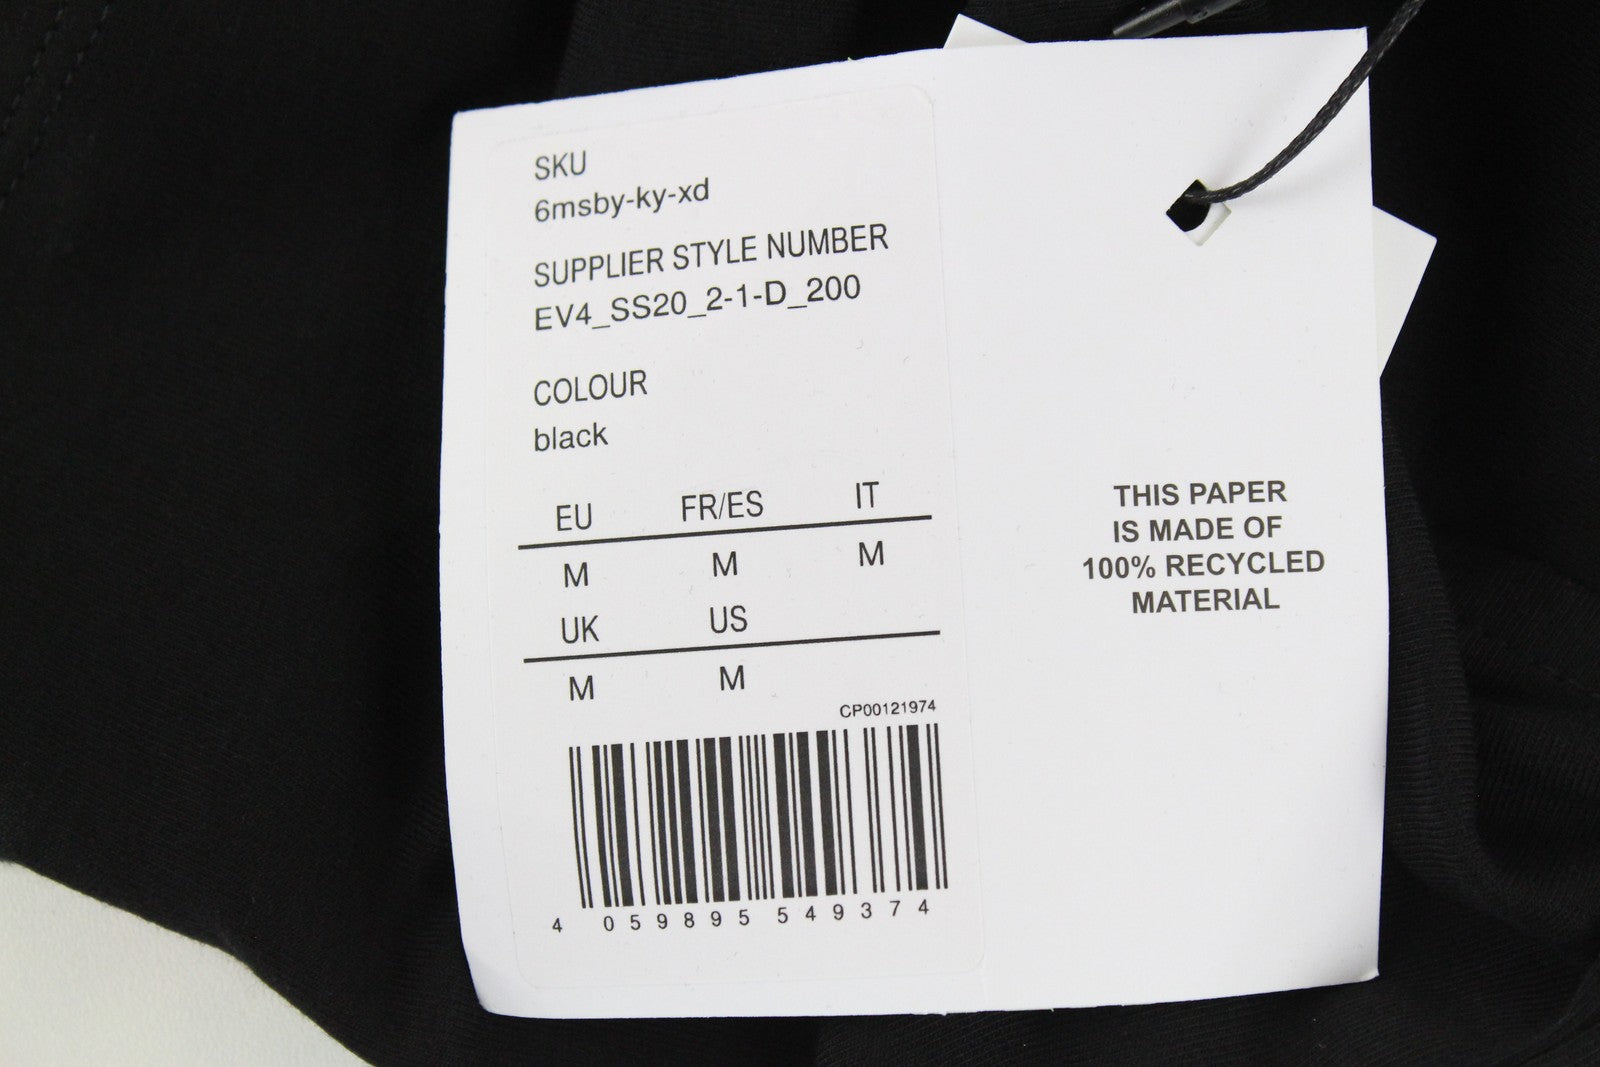 SKU
6msby-ky-xd
SUPPLIER STYLE NUMBER
EV4_SS20_2-1-D_200
COLOUR
black
EU FR/ES IT
M M M
UK US
M M
CP00121974
4 059895 549374
THIS PAPER
IS MADE OF
100% RECYCLED
MATERIAL